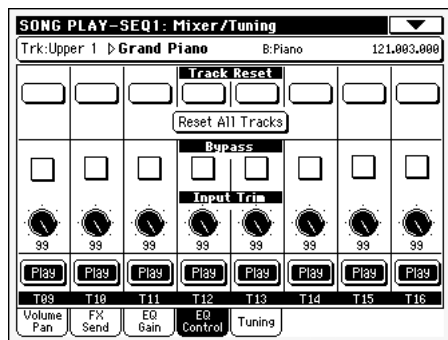 SONG PLAY-SEQ1: Mixer/Tuning
Trk:Upper 1 Grand Piano B:Piano 121.003.000
Track Reset
Reset All Tracks
Bypass
Input Trim
99 99 99 99 99 99 99 99
Play Play Play Play Play Play Play Play
T09 T10 T11 T12 T13 T14 T15 T16
Volume Pan FX Send EQ Gain EQ Control Tuning